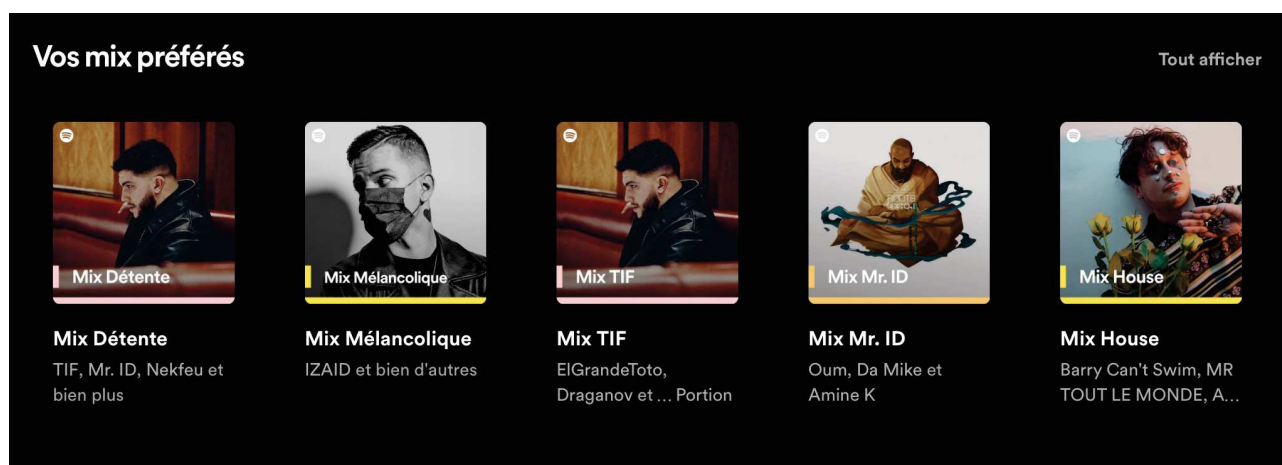 Vos mix préférés
Tout afficher
Mix Détente
Mix Mélancolique
Mix TIF
Mix Mr. ID
Mix House
Mix Détente
TIF, Mr. ID, Nekfeu et
bien plus
Mix Mélancolique
IZAID et bien d'autres
Mix TIF
ElGrandeToto,
Draganov et ... Portion
Mix Mr. ID
Oum, Da Mike et
Amine K
Mix House
Barry Can't Swim, MR
TOUT LE MONDE, A...